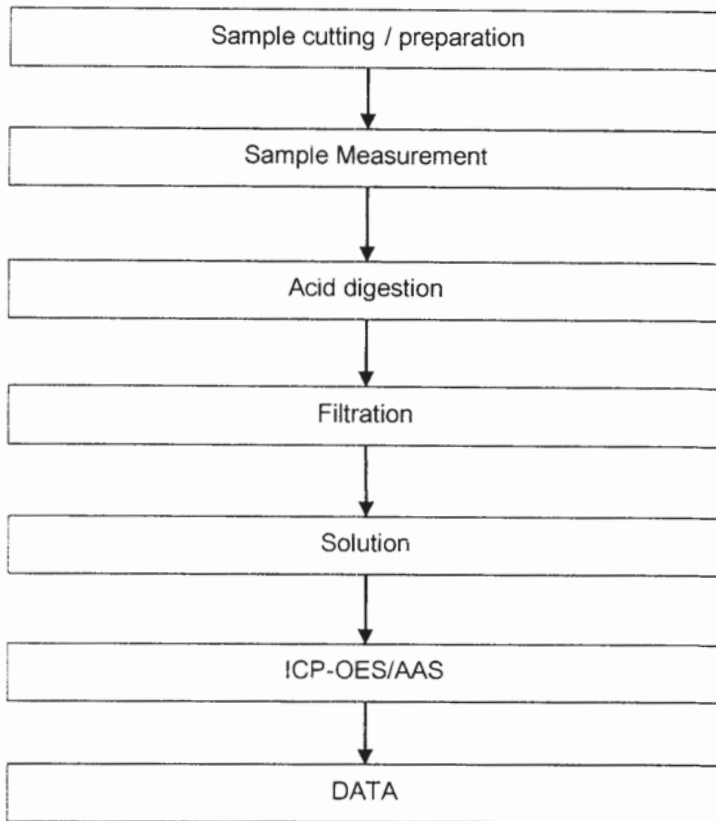 Sample cutting / preparation
Sample Measurement
Acid digestion
Filtration
Solution
ICP-OES/AAS
DATA